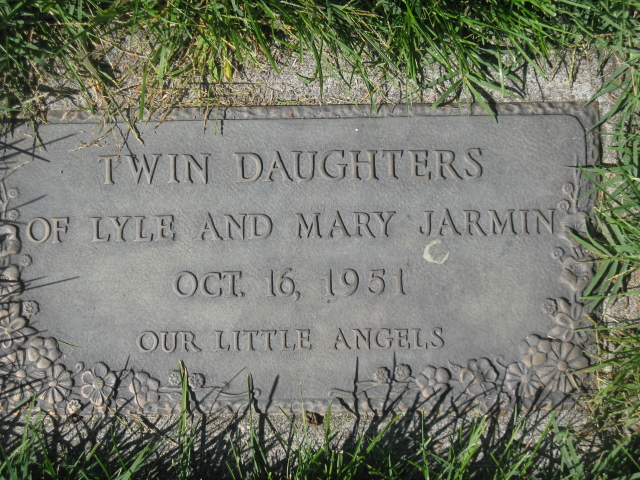 TWIN DAUGHTERS
OF LYLE AND MARY JARMIN
OCT. 16, 1951
OUR LITTLE ANGELS